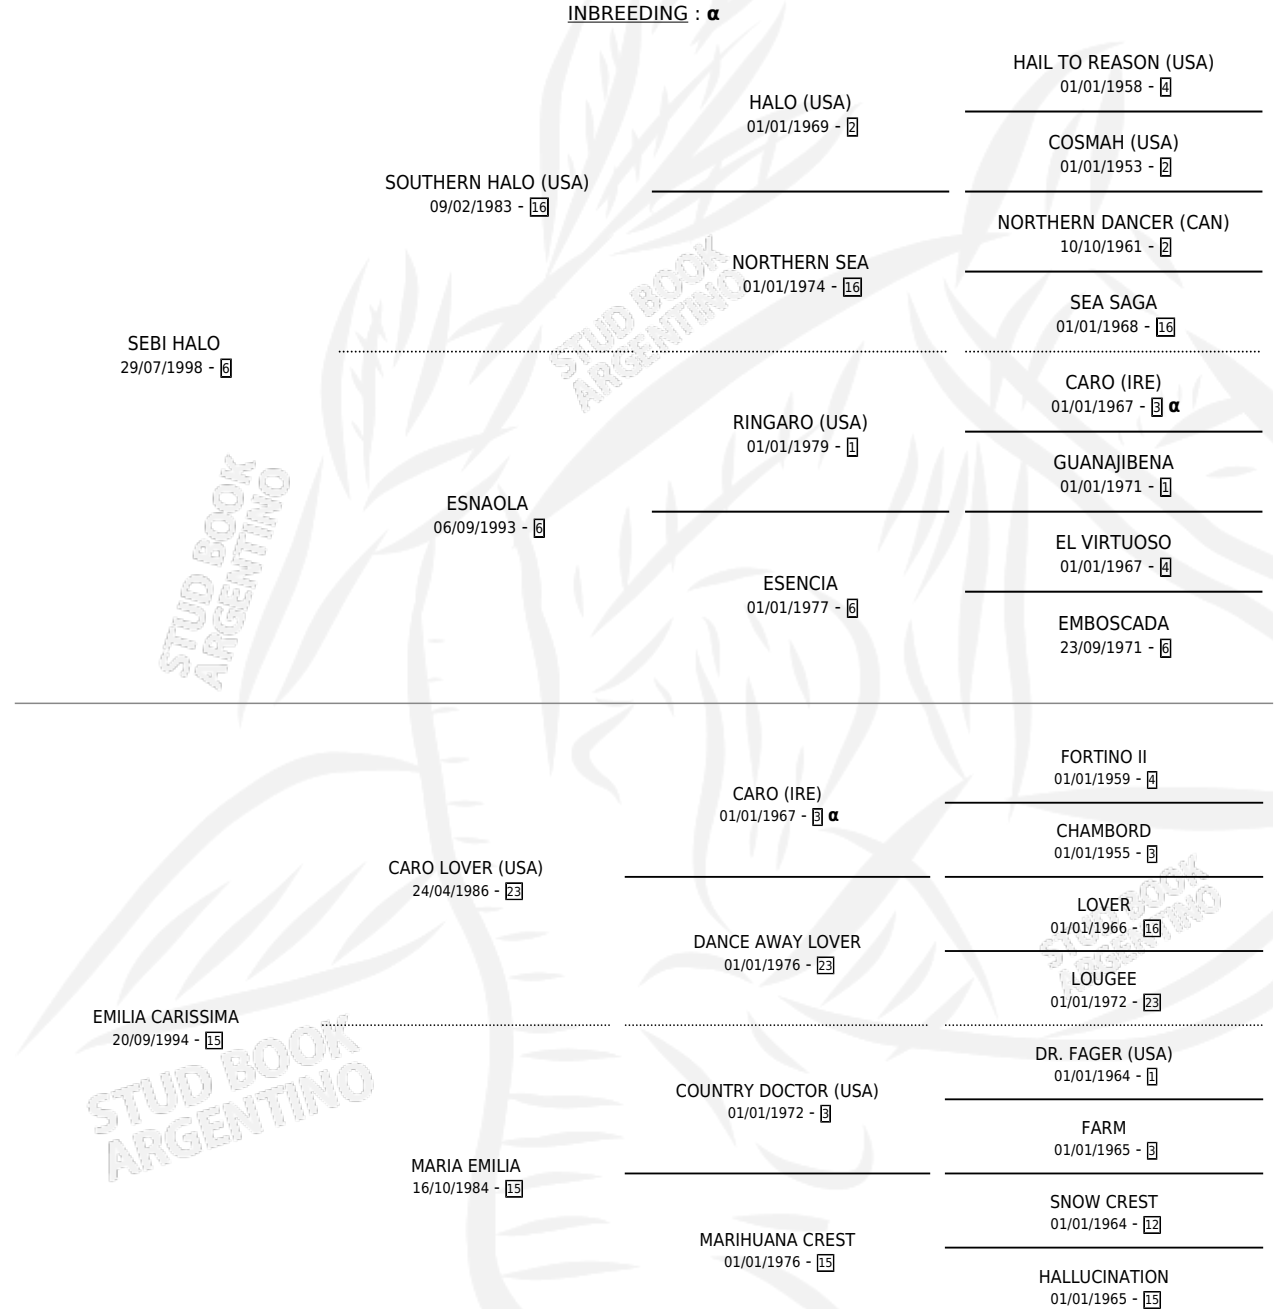 INBREEDING : α
HAIL TO REASON (USA)
01/01/1958 - 4
HALO (USA)
01/01/1969 - 2
COSMAH (USA)
01/01/1953 - 2
SOUTHERN HALO (USA)
09/02/1983 - 16
NORTHERN DANCER (CAN)
10/10/1961 - 2
NORTHERN SEA
01/01/1974 - 16
SEA SAGA
01/01/1968 - 16
SEBI HALO
29/07/1998 - 6
CARO (IRE)
01/01/1967 - 3 α
RINGARO (USA)
01/01/1979 - 1
GUANAJIBENA
01/01/1971 - 1
ESNAOLA
06/09/1993 - 6
EL VIRTUOSO
01/01/1967 - 4
ESENCIA
01/01/1977 - 6
EMBOSCADA
23/09/1971 - 6
FORTINO II
01/01/1959 - 4
CARO (IRE)
01/01/1967 - 3 α
CHAMBORD
01/01/1955 - 3
CARO LOVER (USA)
24/04/1986 - 23
LOVER
01/01/1966 - 16
DANCE AWAY LOVER
01/01/1976 - 23
LOUGEE
01/01/1972 - 23
EMILIA CARISSIMA
20/09/1994 - 15
DR. FAGER (USA)
01/01/1964 - 1
COUNTRY DOCTOR (USA)
01/01/1972 - 3
FARM
01/01/1965 - 3
MARIA EMILIA
16/10/1984 - 15
SNOW CREST
01/01/1964 - 12
MARIHUANA CREST
01/01/1976 - 15
HALLUCINATION
01/01/1965 - 15
STUD BOOK
ARGENTINO
STUD BOOK
ARGENTINO
STUD BOOK
ARGENTINO
STUD BOOK
ARGENTINO